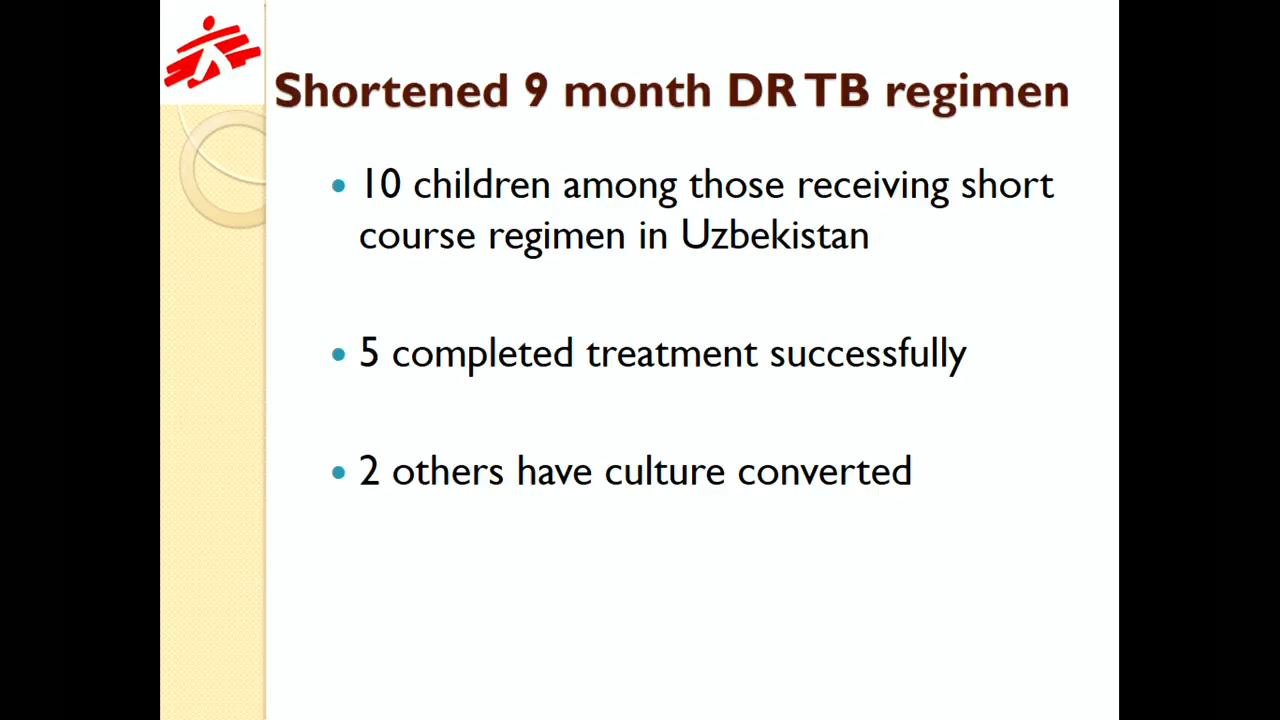 Shortened 9 month DR TB regimen
• 10 children among those receiving short
course regimen in Uzbekistan
• 5 completed treatment successfully
• 2 others have culture converted